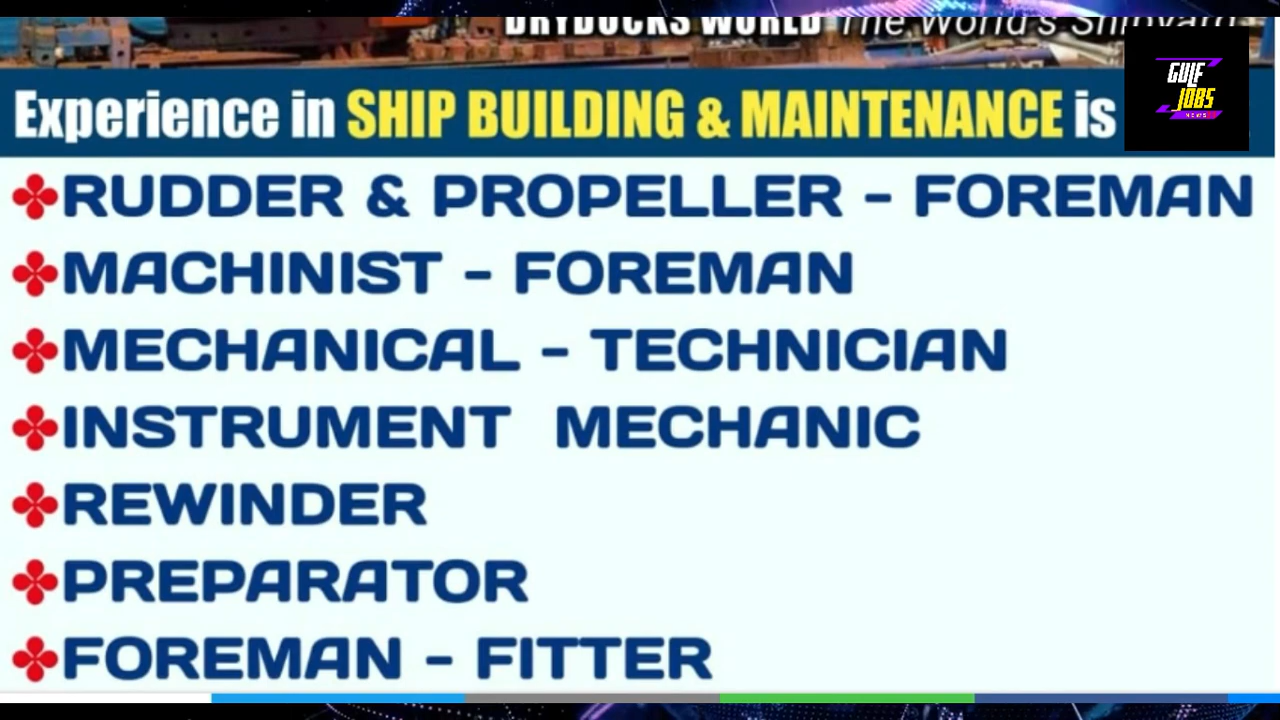 DRYDOCKS WORLD The World's Shipyard
GULF
JOBS
NEWS
Experience in SHIP BUILDING & MAINTENANCE is
RUDDER & PROPELLER - FOREMAN
MACHINIST - FOREMAN
MECHANICAL - TECHNICIAN
INSTRUMENT MECHANIC
REWINDER
PREPARATOR
FOREMAN - FITTER